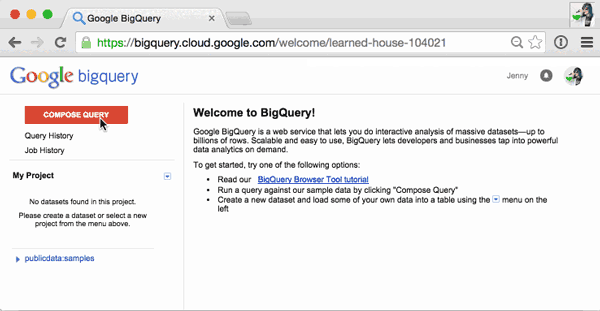 Google BigQuery
https://bigquery.cloud.google.com/welcome/learned-house-104021
Google bigquery
Jenny
COMPOSE QUERY
Query History
Job History
My Project
No datasets found in this project.
Please create a dataset or select a new
project from the menu above.
publicdata:samples
Welcome to BigQuery!
Google BigQuery is a web service that lets you do interactive analysis of massive datasets—up to
billions of rows. Scalable and easy to use, BigQuery lets developers and businesses tap into powerful
data analytics on demand.
To get started, try one of the following options:
• Read our BigQuery Browser Tool tutorial
• Run a query against our sample data by clicking "Compose Query"
• Create a new dataset and load some of your own data into a table using the menu on the
left